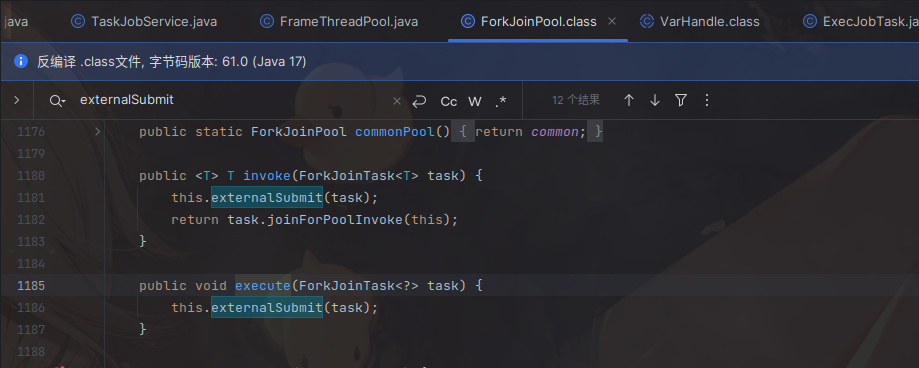 java TaskJobService.java FrameThreadPool.java ForkJoinPool.class VarHandle.class ExecJobTask.ja
反编译 .class文件, 字节码版本: 61.0 (Java 17)
externalSubmit Cc W .* 12 个结果
1176 public static ForkJoinPool commonPool() { return common; }
1179
1180 public <T> T invoke(ForkJoinTask<T> task) {
1181 this.externalSubmit(task);
1182 return task.joinForPoolInvoke(this);
1183 }
1184
1185 public void execute(ForkJoinTask<?> task) {
1186 this.externalSubmit(task);
1187 }
1188